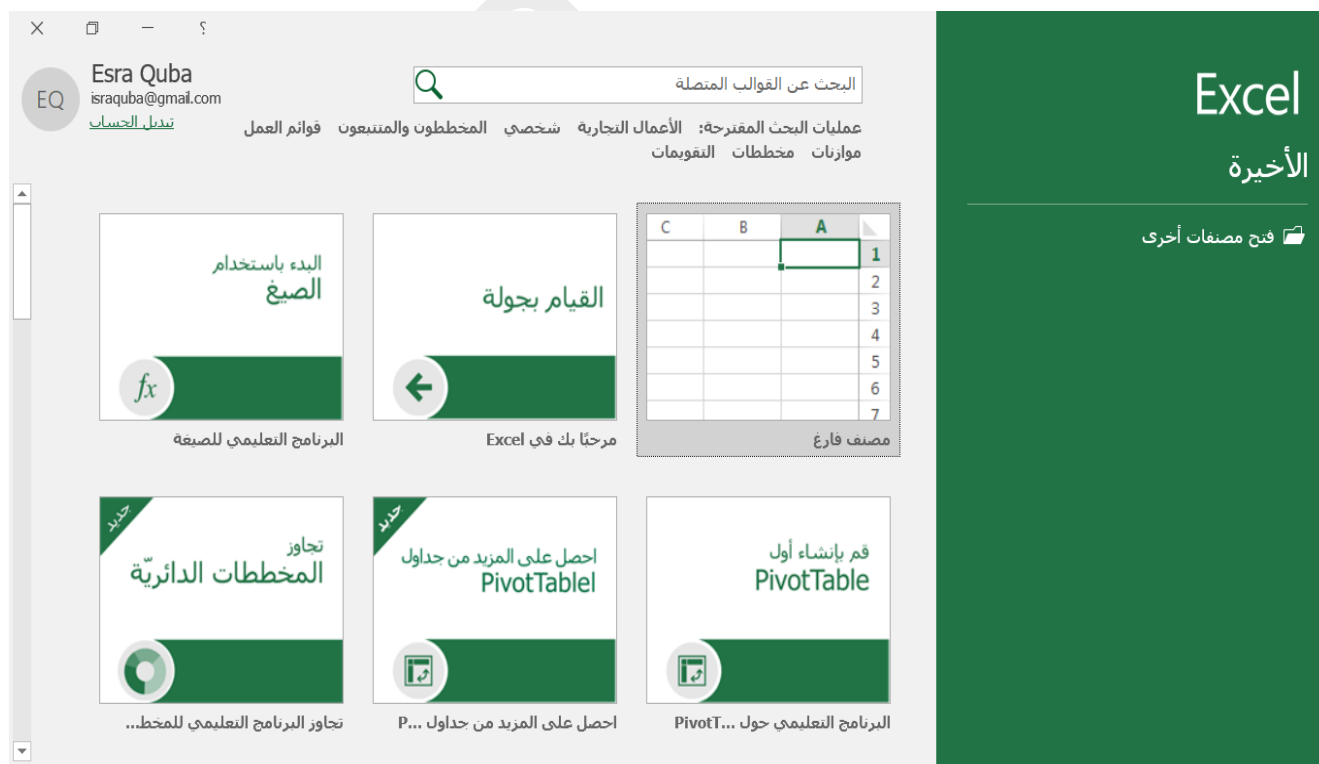 ؟
Excel
الأخيرة
فتح مصنفات أخرى
Esra Quba
israquba@gmail.com
تبديل الحساب
EQ
البحث عن القوالب المتصلة
عمليات البحث المقترحة: الأعمال التجارية شخصي المخططون والمتتبعون قوائم العمل
موازنات مخططات التقويمات
A B C
1
2
3
4
5
6
7
مصنف فارغ
القيام بجولة
مرحبًا بك في Excel
البدء باستخدام
الصيغ
fx
البرنامج التعليمي للصيغة
قم بإنشاء أول
PivotTable
البرنامج التعليمي حول ...PivotT
جديد
احصل على المزيد من جداول
PivotTablel
احصل على المزيد من جداول ...P
جديد
تجاوز
المخططات الدائريّة
تجاوز البرنامج التعليمي للمخط...